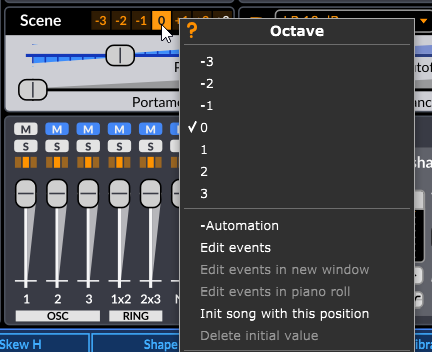 Scene -3 -2 -1 0
Octave
-3
-2
-1
✓ 0
1
2
3
-Automation
Edit events
Edit events in new window
Edit events in piano roll
Init song with this position
Delete initial value
Portame
M M M M M
S S S S S
1 2 3 1x2 2x3
OSC RING
Skew H Shape